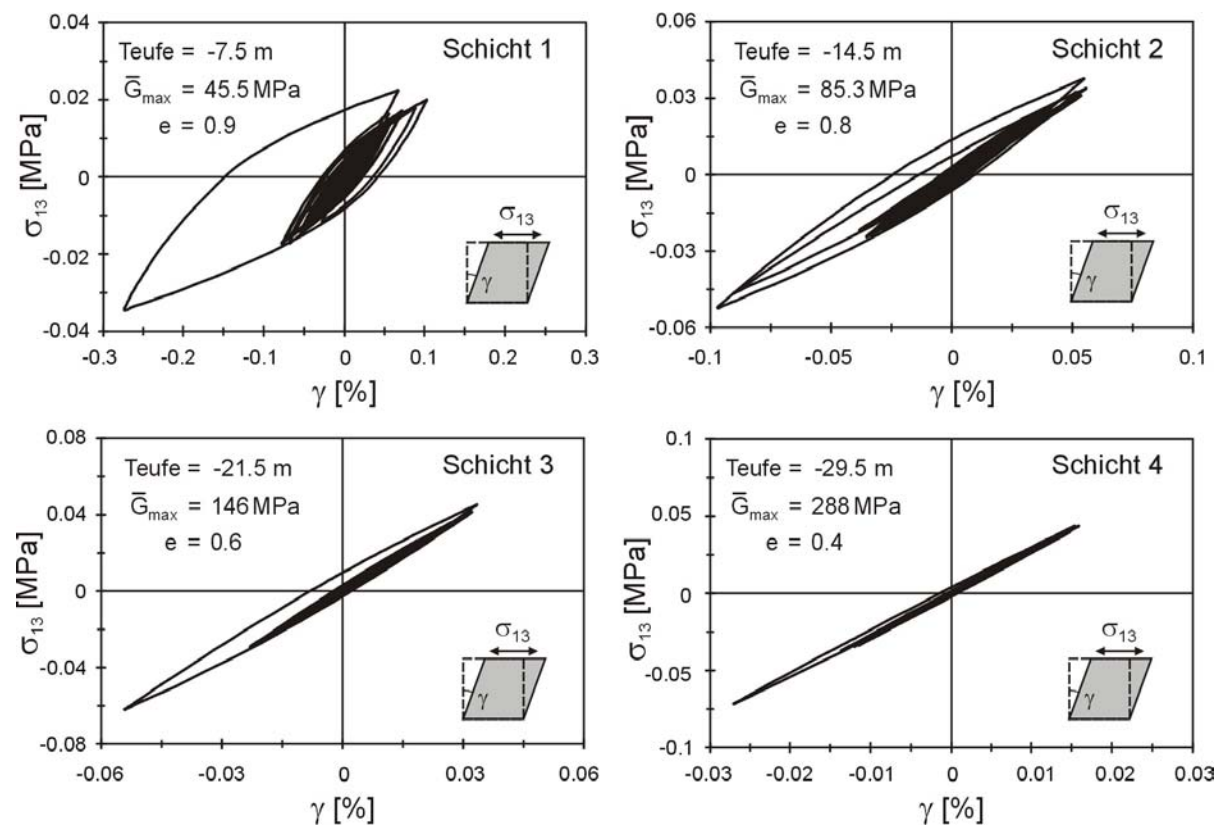 Schicht 1
Teufe = -7.5 m
G̅max = 45.5 MPa
e = 0.9
σ13 [MPa]
0.04
0.02
0
-0.02
-0.04
σ13
γ
-0.3 -0.2 -0.1 0 0.1 0.2 0.3
γ [%]
Schicht 2
Teufe = -14.5 m
G̅max = 85.3 MPa
e = 0.8
σ13 [MPa]
0.06
0.03
0
-0.03
-0.06
σ13
γ
-0.1 -0.05 0 0.05 0.1
γ [%]
Schicht 3
Teufe = -21.5 m
G̅max = 146 MPa
e = 0.6
σ13 [MPa]
0.08
0.04
0
-0.04
-0.08
σ13
γ
-0.06 -0.03 0 0.03 0.06
γ [%]
Schicht 4
Teufe = -29.5 m
G̅max = 288 MPa
e = 0.4
σ13 [MPa]
0.1
0.05
0
-0.05
-0.1
σ13
γ
-0.03 -0.02 -0.01 0 0.01 0.02 0.03
γ [%]